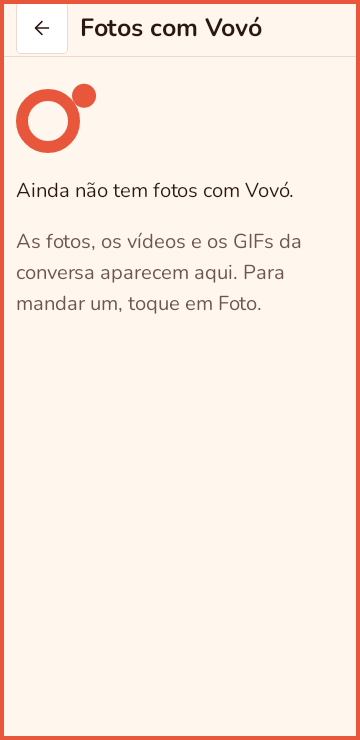 Fotos com Vovó
Ainda não tem fotos com Vovó.
As fotos, os vídeos e os GIFs da
conversa aparecem aqui. Para
mandar um, toque em Foto.